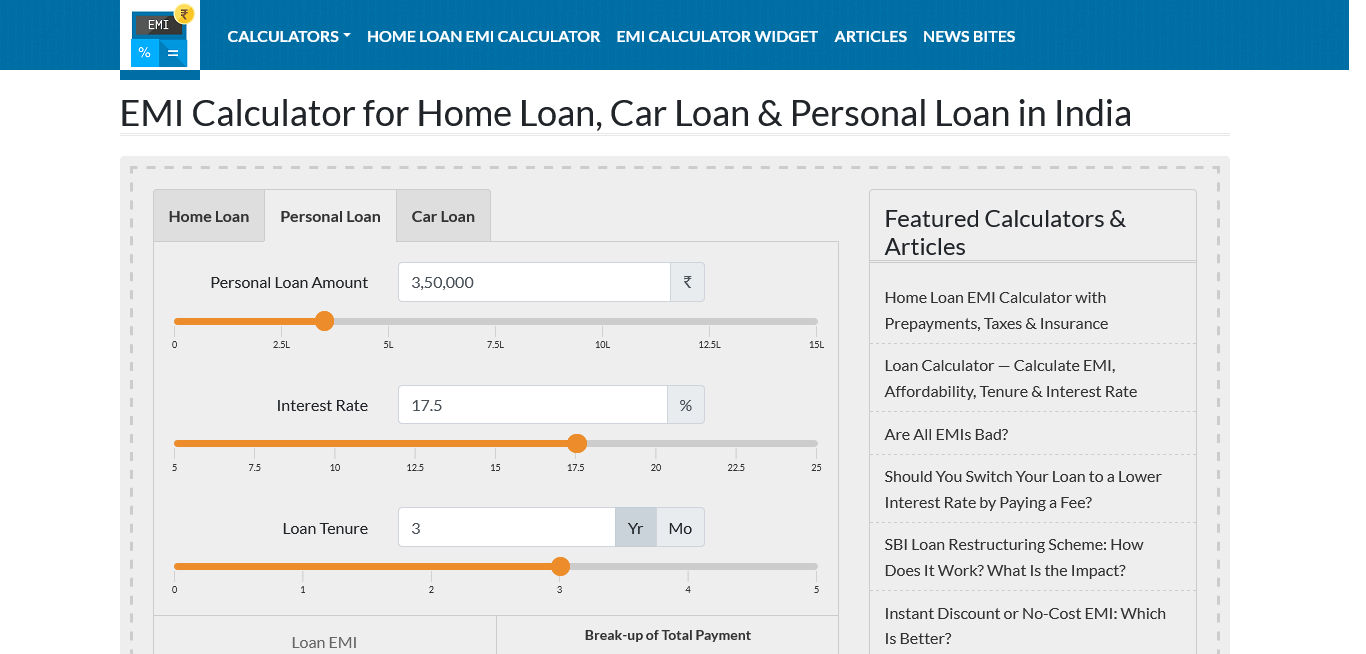 EMI
₹
%
=
CALCULATORS
HOME LOAN EMI CALCULATOR
EMI CALCULATOR WIDGET
ARTICLES
NEWS BITES
EMI Calculator for Home Loan, Car Loan & Personal Loan in India
Home Loan
Personal Loan
Car Loan
Personal Loan Amount
3,50,000
₹
0
2.5L
5L
7.5L
10L
12.5L
15L
Interest Rate
17.5
%
5
7.5
10
12.5
15
17.5
20
22.5
25
Loan Tenure
3
Yr
Mo
0
1
2
3
4
5
Loan EMI
Break-up of Total Payment
Featured Calculators &
Articles
Home Loan EMI Calculator with
Prepayments, Taxes & Insurance
Loan Calculator — Calculate EMI,
Affordability, Tenure & Interest Rate
Are All EMIs Bad?
Should You Switch Your Loan to a Lower
Interest Rate by Paying a Fee?
SBI Loan Restructuring Scheme: How
Does It Work? What Is the Impact?
Instant Discount or No-Cost EMI: Which
Is Better?